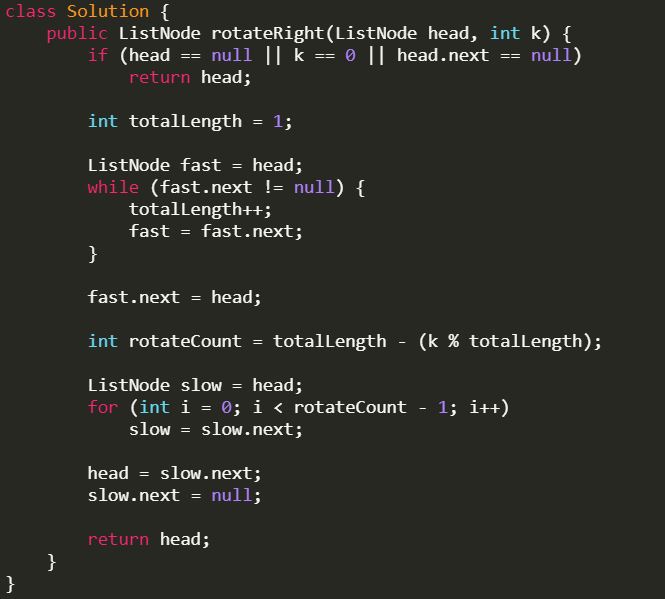 class Solution {
    public ListNode rotateRight(ListNode head, int k) {
        if (head == null || k == 0 || head.next == null)
            return head;

        int totalLength = 1;

        ListNode fast = head;
        while (fast.next != null) {
            totalLength++;
            fast = fast.next;
        }

        fast.next = head;

        int rotateCount = totalLength - (k % totalLength);

        ListNode slow = head;
        for (int i = 0; i < rotateCount - 1; i++)
            slow = slow.next;

        head = slow.next;
        slow.next = null;

        return head;
    }
}